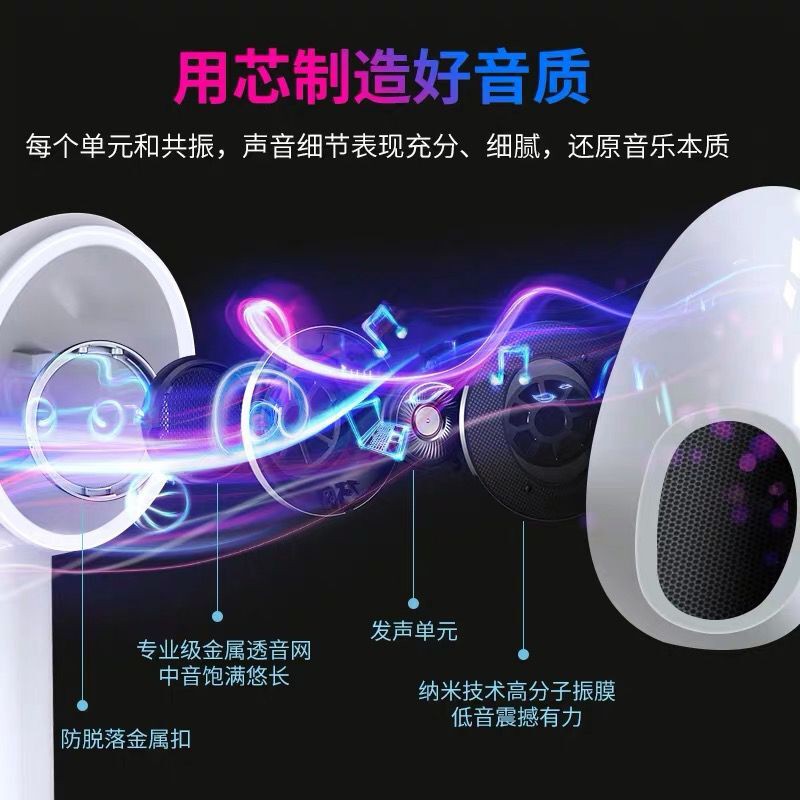 用芯制造好音质
每个单元和共振，声音细节表现充分、细腻，还原音乐本质
发声单元
专业级金属透音网
中音饱满悠长
纳米技术高分子振膜
低音震撼有力
防脱落金属扣